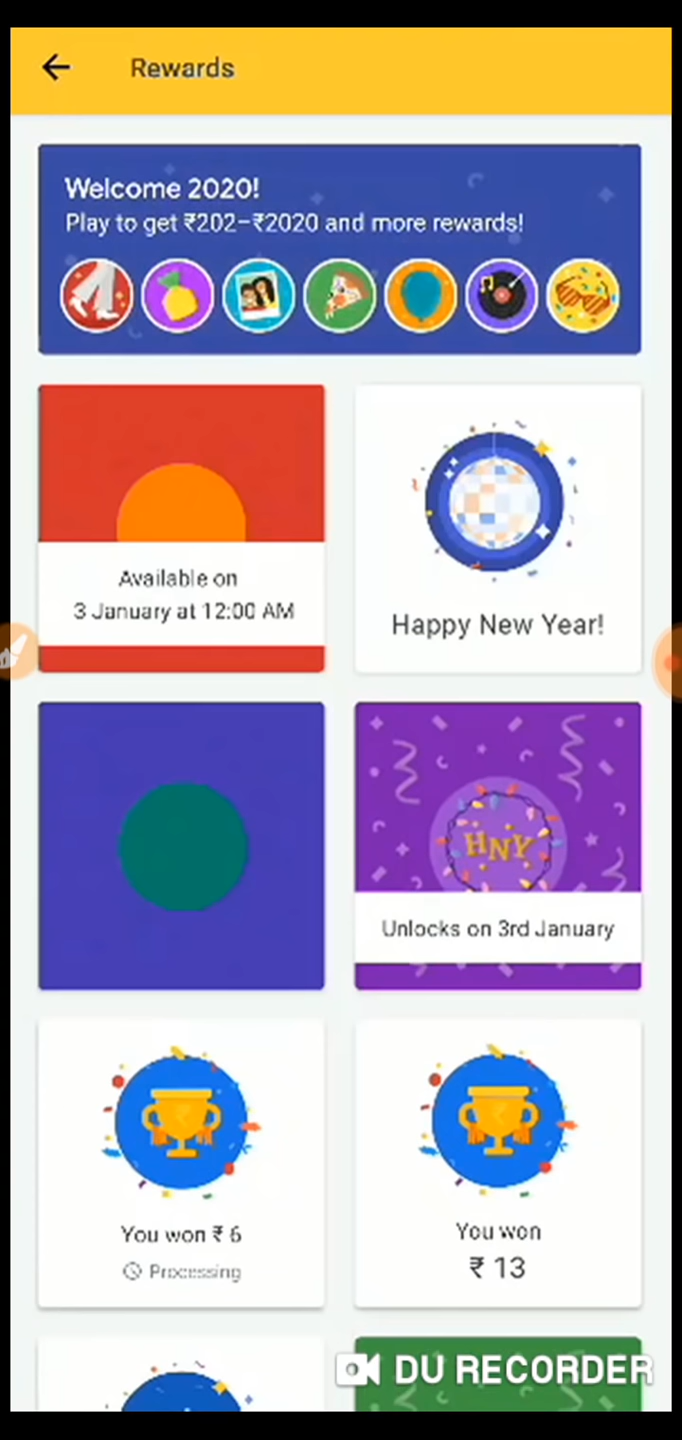 Rewards
Welcome 2020!
Play to get ₹202–₹2020 and more rewards!
Available on
3 January at 12:00 AM
Happy New Year!
HNY
Unlocks on 3rd January
You won ₹ 6
Processing
You won
₹ 13
DU RECORDER